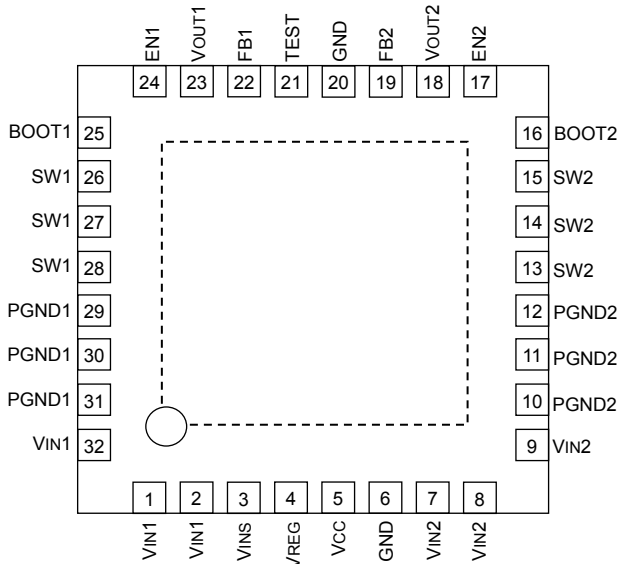 EN1 VOUT1 FB1 TEST GND FB2 VOUT2 EN2
24 23 22 21 20 19 18 17
BOOT1 25 16 BOOT2
SW1 26 15 SW2
SW1 27 14 SW2
SW1 28 13 SW2
PGND1 29 12 PGND2
PGND1 30 11 PGND2
PGND1 31 10 PGND2
VIN1 32 9 VIN2
1 2 3 4 5 6 7 8
VIN1 VIN1 VINS VREG VCC GND VIN2 VIN2